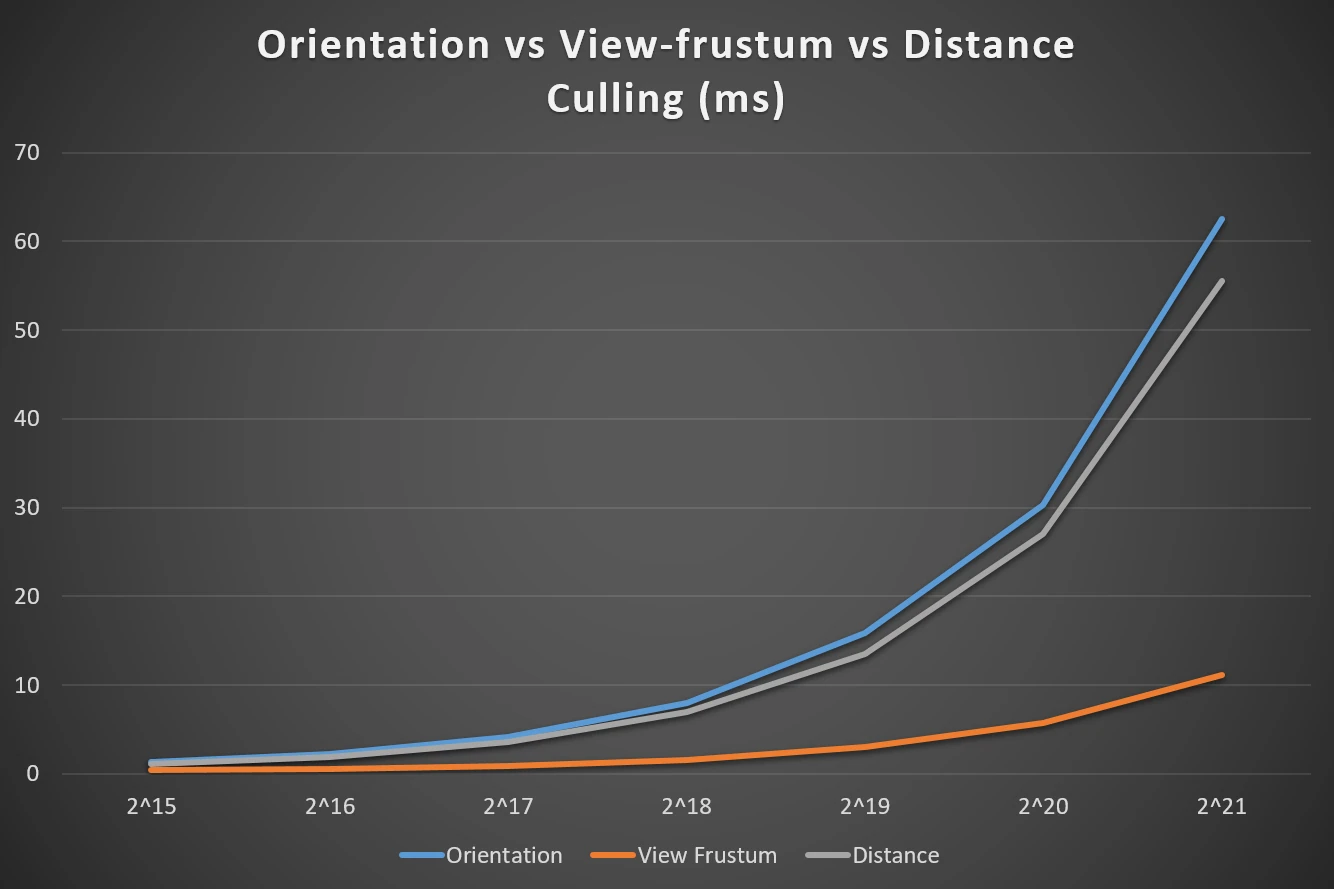 Orientation vs View-frustum vs Distance
Culling (ms)
70
60
50
40
30
20
10
0
2^15 2^16 2^17 2^18 2^19 2^20 2^21
Orientation View Frustum Distance